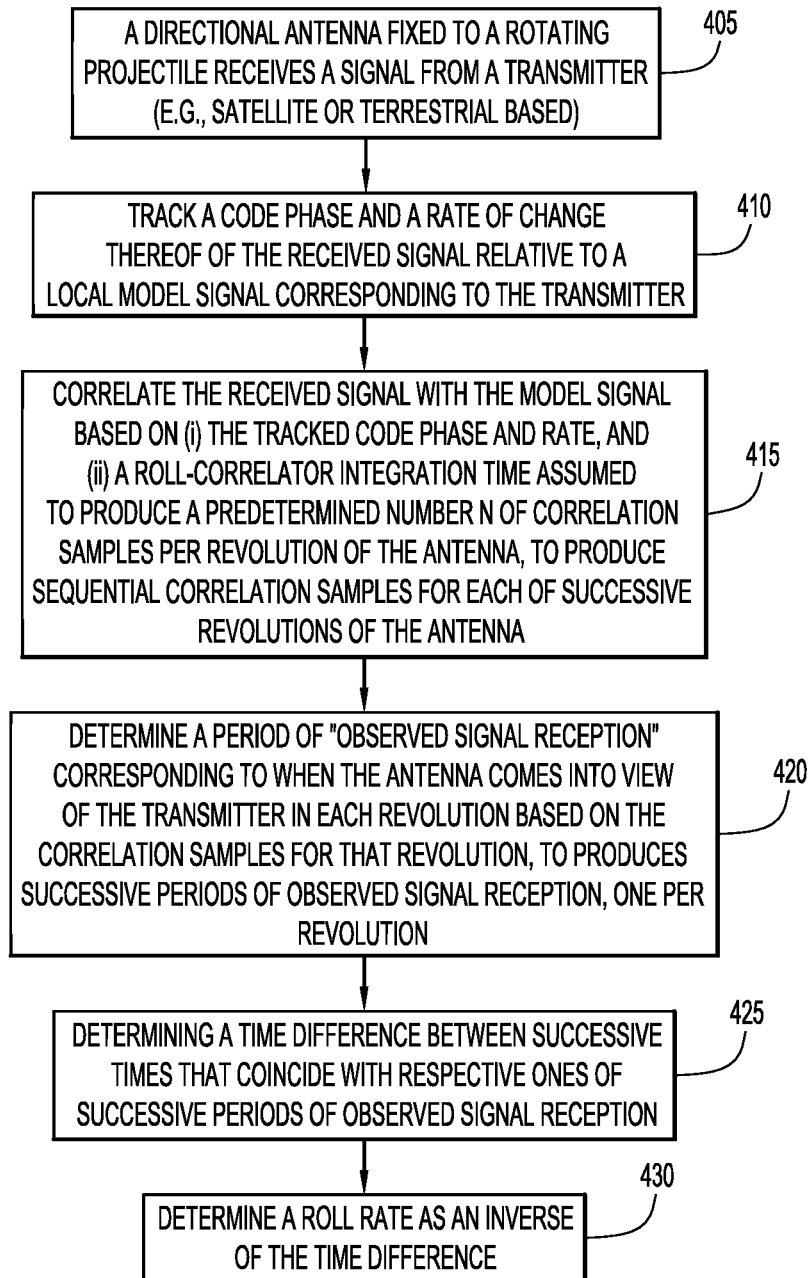 A DIRECTIONAL ANTENNA FIXED TO A ROTATING
PROJECTILE RECEIVES A SIGNAL FROM A TRANSMITTER
(E.G., SATELLITE OR TERRESTRIAL BASED)
405
TRACK A CODE PHASE AND A RATE OF CHANGE
THEREOF OF THE RECEIVED SIGNAL RELATIVE TO A
LOCAL MODEL SIGNAL CORRESPONDING TO THE TRANSMITTER
410
CORRELATE THE RECEIVED SIGNAL WITH THE MODEL SIGNAL
BASED ON (i) THE TRACKED CODE PHASE AND RATE, AND
(ii) A ROLL-CORRELATOR INTEGRATION TIME ASSUMED
TO PRODUCE A PREDETERMINED NUMBER N OF CORRELATION
SAMPLES PER REVOLUTION OF THE ANTENNA, TO PRODUCE
SEQUENTIAL CORRELATION SAMPLES FOR EACH OF SUCCESSIVE
REVOLUTIONS OF THE ANTENNA
415
DETERMINE A PERIOD OF "OBSERVED SIGNAL RECEPTION"
CORRESPONDING TO WHEN THE ANTENNA COMES INTO VIEW
OF THE TRANSMITTER IN EACH REVOLUTION BASED ON THE
CORRELATION SAMPLES FOR THAT REVOLUTION, TO PRODUCES
SUCCESSIVE PERIODS OF OBSERVED SIGNAL RECEPTION, ONE PER
REVOLUTION
420
DETERMINING A TIME DIFFERENCE BETWEEN SUCCESSIVE
TIMES THAT COINCIDE WITH RESPECTIVE ONES OF
SUCCESSIVE PERIODS OF OBSERVED SIGNAL RECEPTION
425
DETERMINE A ROLL RATE AS AN INVERSE
OF THE TIME DIFFERENCE
430